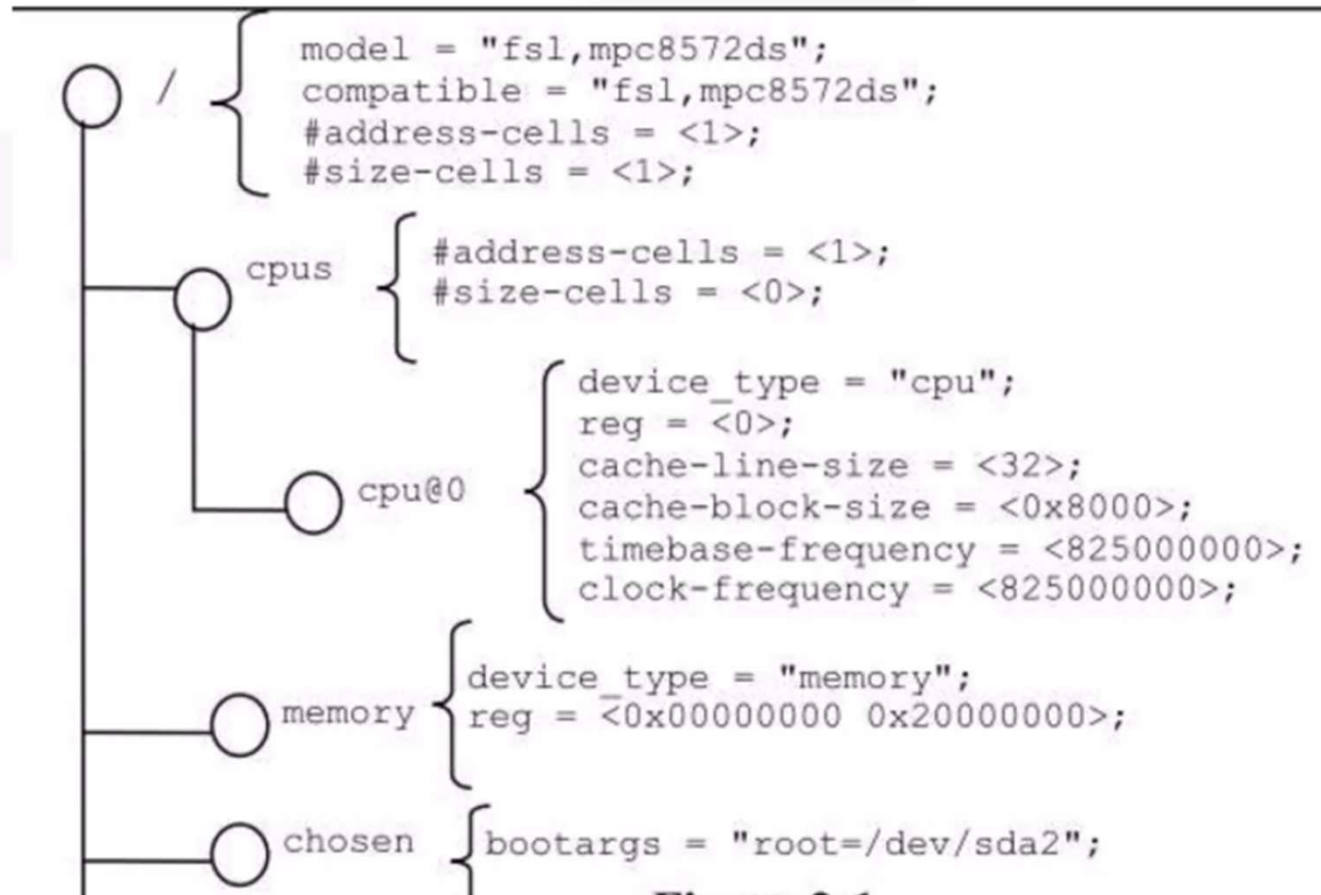 /
model = "fsl,mpc8572ds";
compatible = "fsl,mpc8572ds";
#address-cells = <1>;
#size-cells = <1>;
cpus
#address-cells = <1>;
#size-cells = <0>;
cpu@0
device_type = "cpu";
reg = <0>;
cache-line-size = <32>;
cache-block-size = <0x8000>;
timebase-frequency = <825000000>;
clock-frequency = <825000000>;
memory
device_type = "memory";
reg = <0x00000000 0x20000000>;
chosen
bootargs = "root=/dev/sda2";